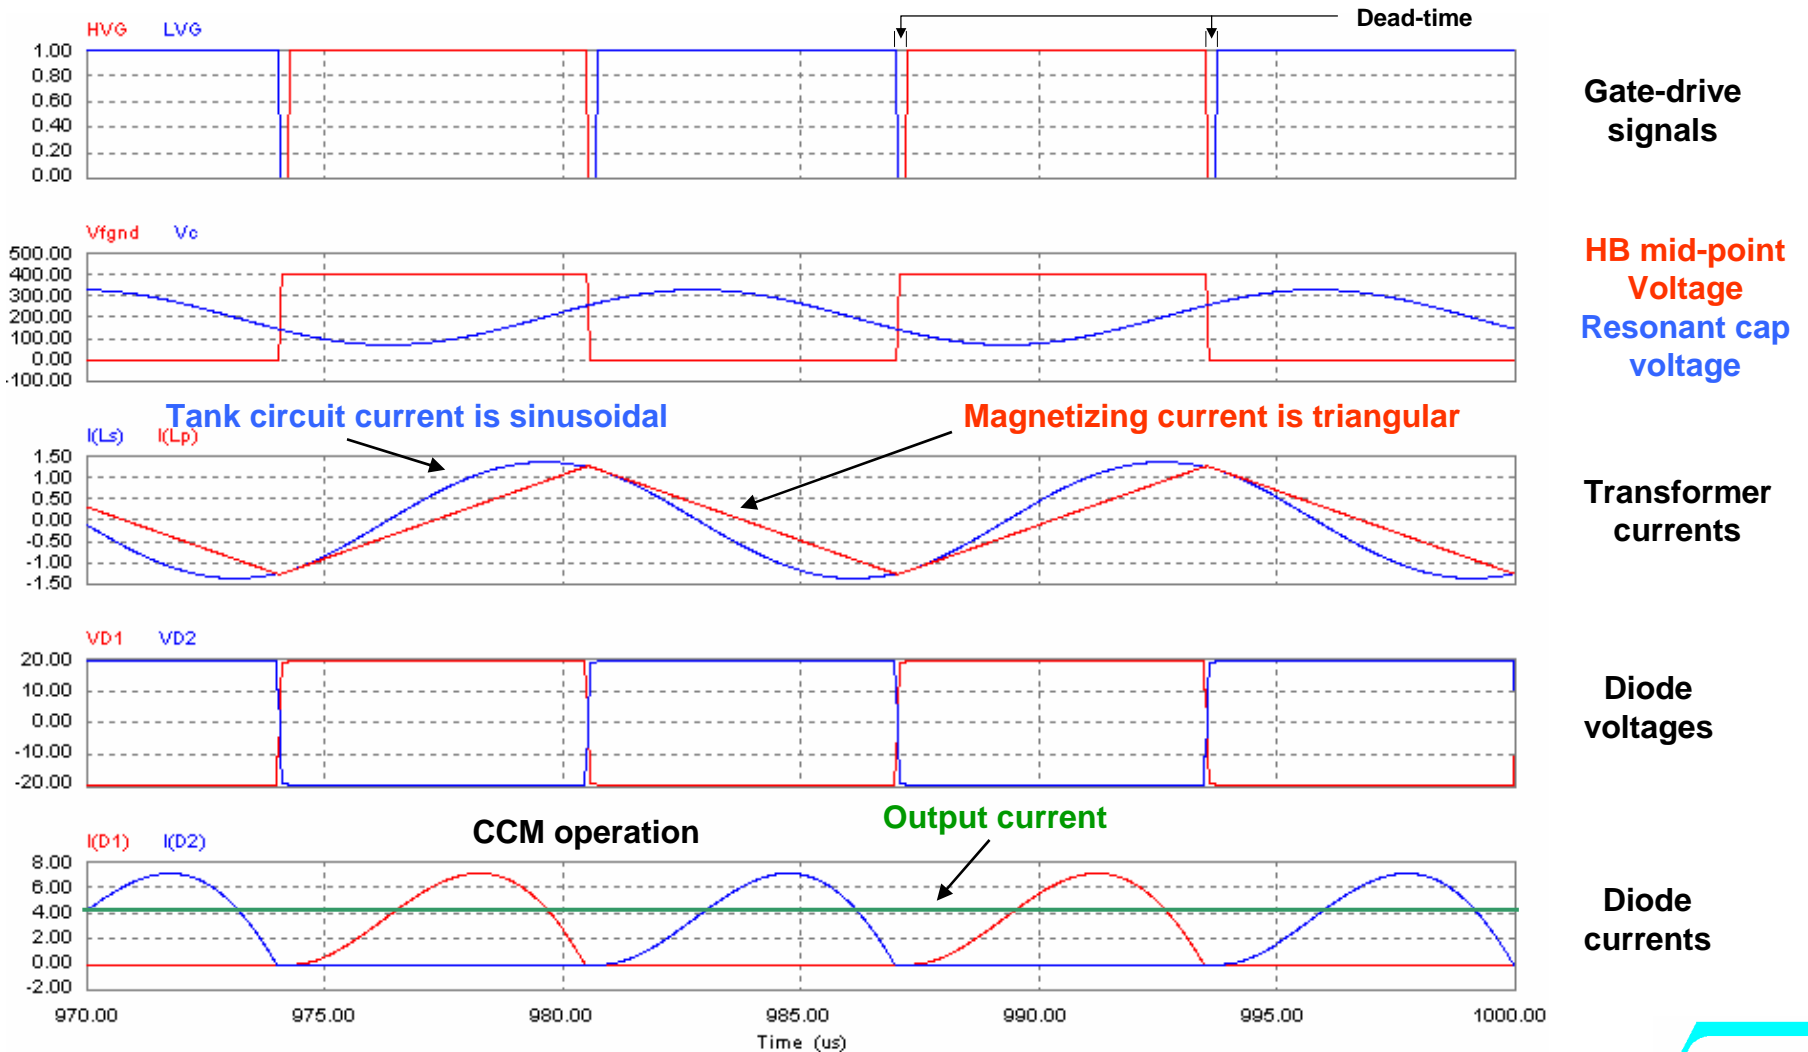 Dead-time
HVG LVG
1.00
0.80
0.60
0.40
0.20
0.00
Gate-drive
signals
Vfgnd Vc
500.00
400.00
300.00
200.00
100.00
0.00
-100.00
HB mid-point
Voltage
Resonant cap
voltage
Tank circuit current is sinusoidal
Magnetizing current is triangular
I(Ls) I(Lp)
1.50
1.00
0.50
0.00
-0.50
-1.00
-1.50
Transformer
currents
VD1 VD2
20.00
10.00
0.00
-10.00
-20.00
Diode
voltages
CCM operation
Output current
I(D1) I(D2)
8.00
6.00
4.00
2.00
0.00
-2.00
Diode
currents
970.00 975.00 980.00 985.00 990.00 995.00 1000.00
Time (us)